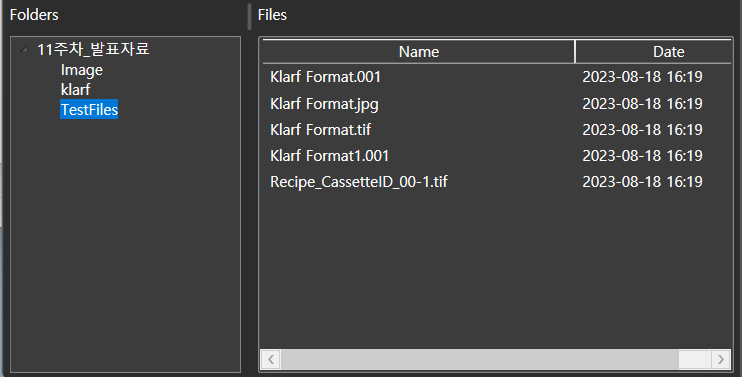 Folders
Files
11주차_발표자료
Image
klarf
TestFiles
Name Date
Klarf Format.001 2023-08-18 16:19
Klarf Format.jpg 2023-08-18 16:19
Klarf Format.tif 2023-08-18 16:19
Klarf Format1.001 2023-08-18 16:19
Recipe_CassetteID_00-1.tif 2023-08-18 16:19